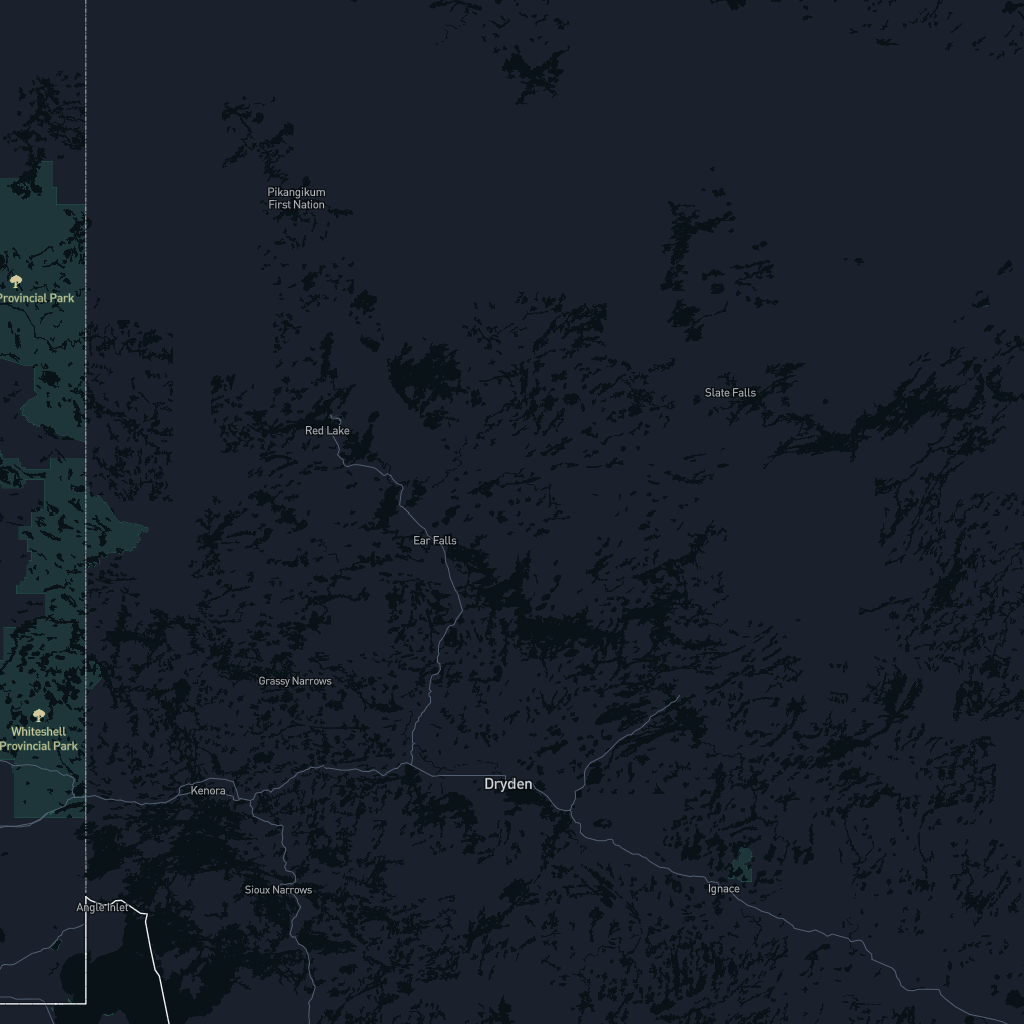 Pikangikum
First Nation
Provincial Park
Slate Falls
Red Lake
Ear Falls
Grassy Narrows
Whiteshell
Provincial Park
Dryden
Kenora
Sioux Narrows
Ignace
Angle Inlet